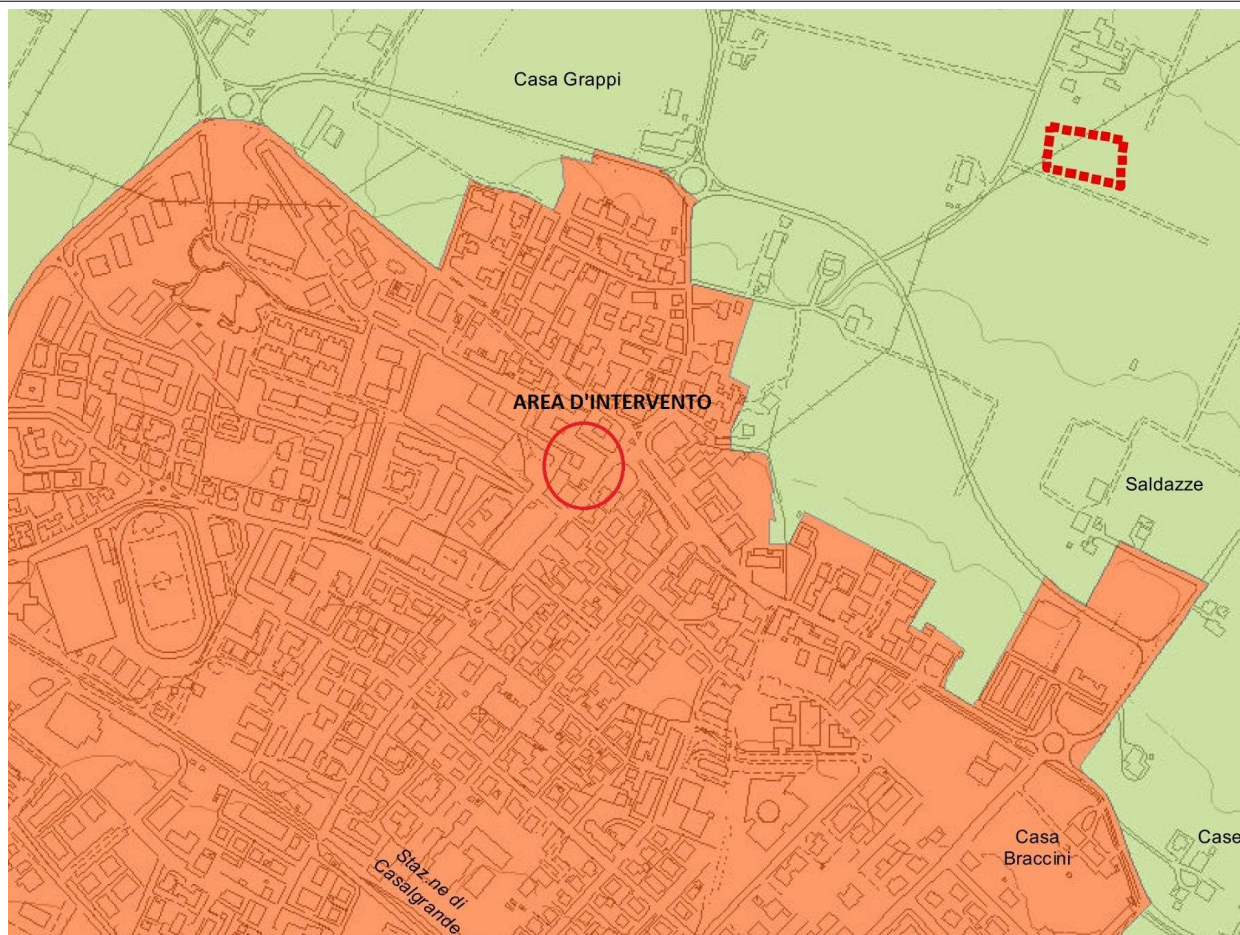 Casa Grappi
AREA D'INTERVENTO
Saldazze
Casa
Braccini
Case
Staz.ne di
Casalgrande